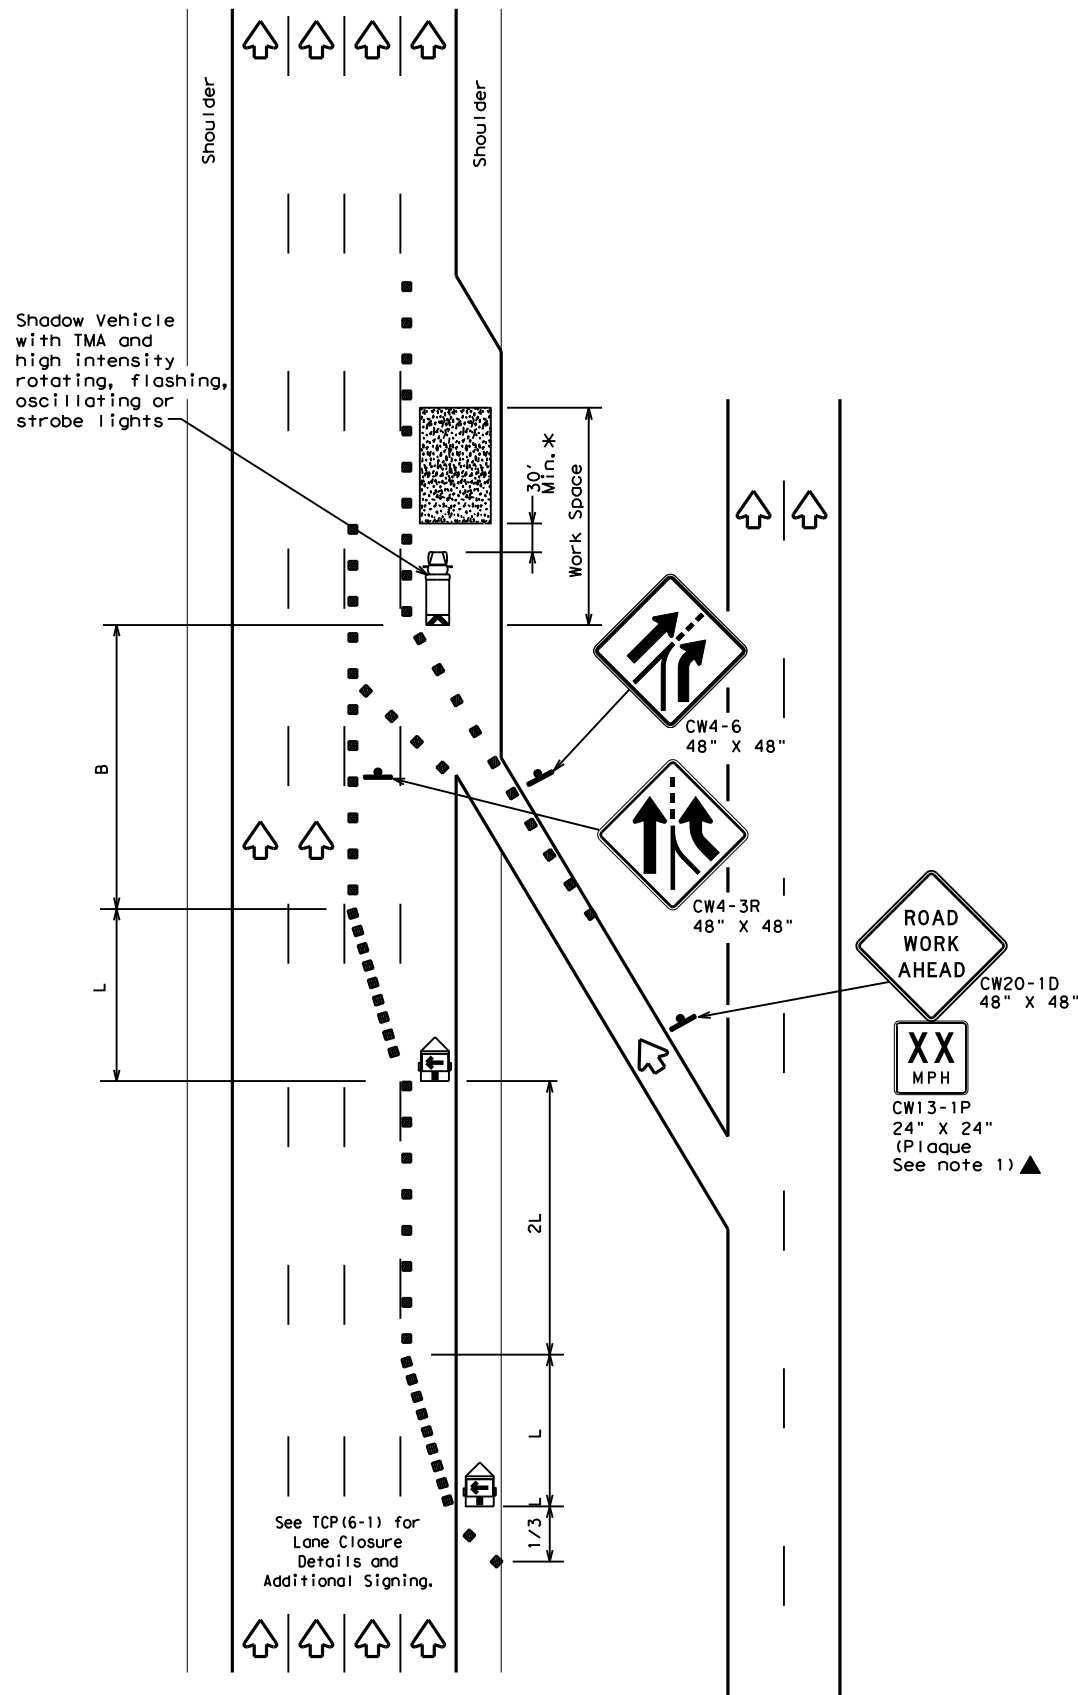 Shoulder
Shoulder
Shadow Vehicle
with TMA and
high intensity
rotating, flashing,
oscillating or
strobe lights
30'
Min.*
Work Space
CW4-6
48" X 48"
B
CW4-3R
48" X 48"
ROAD
WORK
AHEAD
CW20-1D
48" X 48"
XX
MPH
CW13-1P
24" X 24"
(Plaque
See note 1)▲
L
2L
L
1/3 L
See TCP(6-1) for
Lane Closure
Details and
Additional Signing.